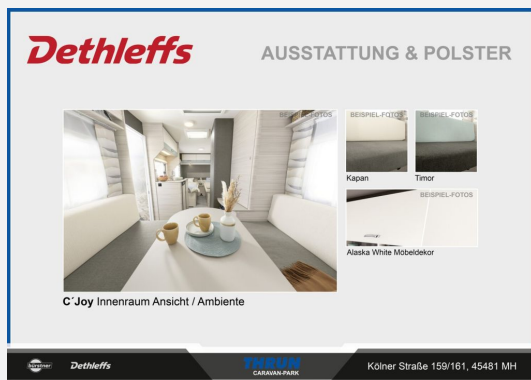 Dethleffs
AUSSTATTUNG & POLSTER
BEISPIEL-FOTOS
BEISPIEL-FOTOS
BEISPIEL-FOTOS
Kapan
Timor
BEISPIEL-FOTOS
Alaska White Möbeldekor
C´Joy Innenraum Ansicht / Ambiente
bürstner
Dethleffs
THRUN
CARAVAN-PARK
Kölner Straße 159/161, 45481 MH